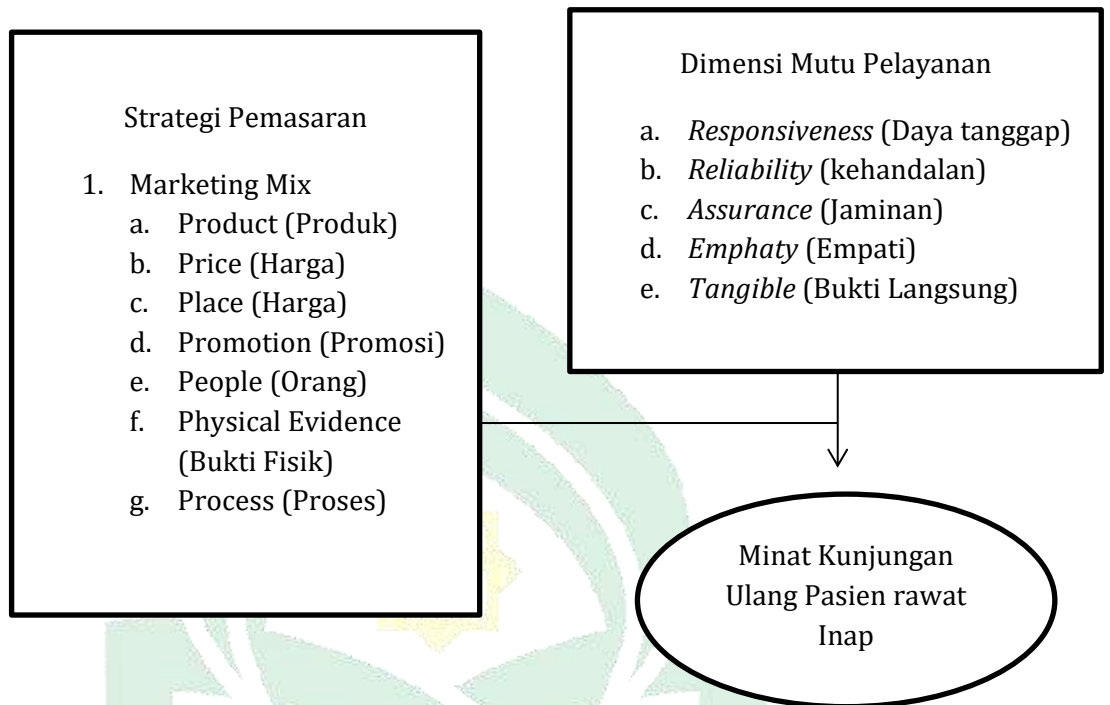 Strategi Pemasaran
1. Marketing Mix
a. Product (Produk)
b. Price (Harga)
c. Place (Harga)
d. Promotion (Promosi)
e. People (Orang)
f. Physical Evidence
(Bukti Fisik)
g. Process (Proses)
Dimensi Mutu Pelayanan
a. Responsiveness (Daya tanggap)
b. Reliability (kehandalan)
c. Assurance (Jaminan)
d. Emphaty (Empati)
e. Tangible (Bukti Langsung)
Minat Kunjungan
Ulang Pasien rawat
Inap